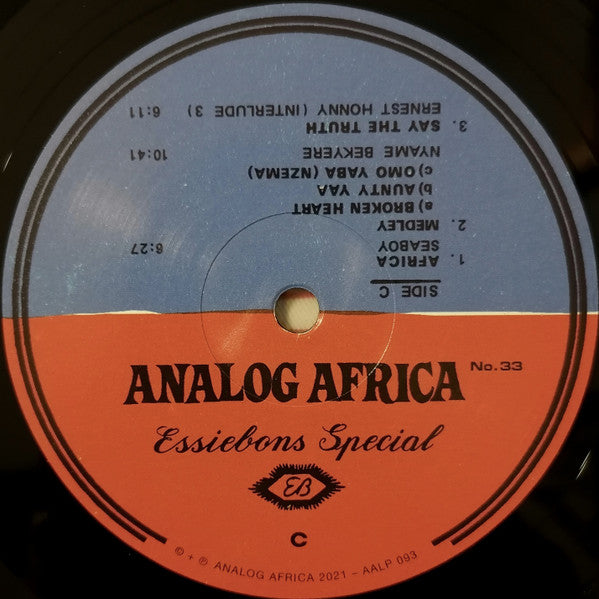 SIDE C
1. AFRICA
SEABOY 6:27
2. MEDLEY
a) BROKEN HEART
b) AUNTY YAA
c) OMO YABA (NZEMA)
NYAME BEKYERE 10:41
3. SAY THE TRUTH
ERNEST HONNY (INTERLUDE 3) 6:11
ANALOG AFRICA No.33
Essiebons Special
EB
C
© + ℗ ANALOG AFRICA 2021 – AALP 093